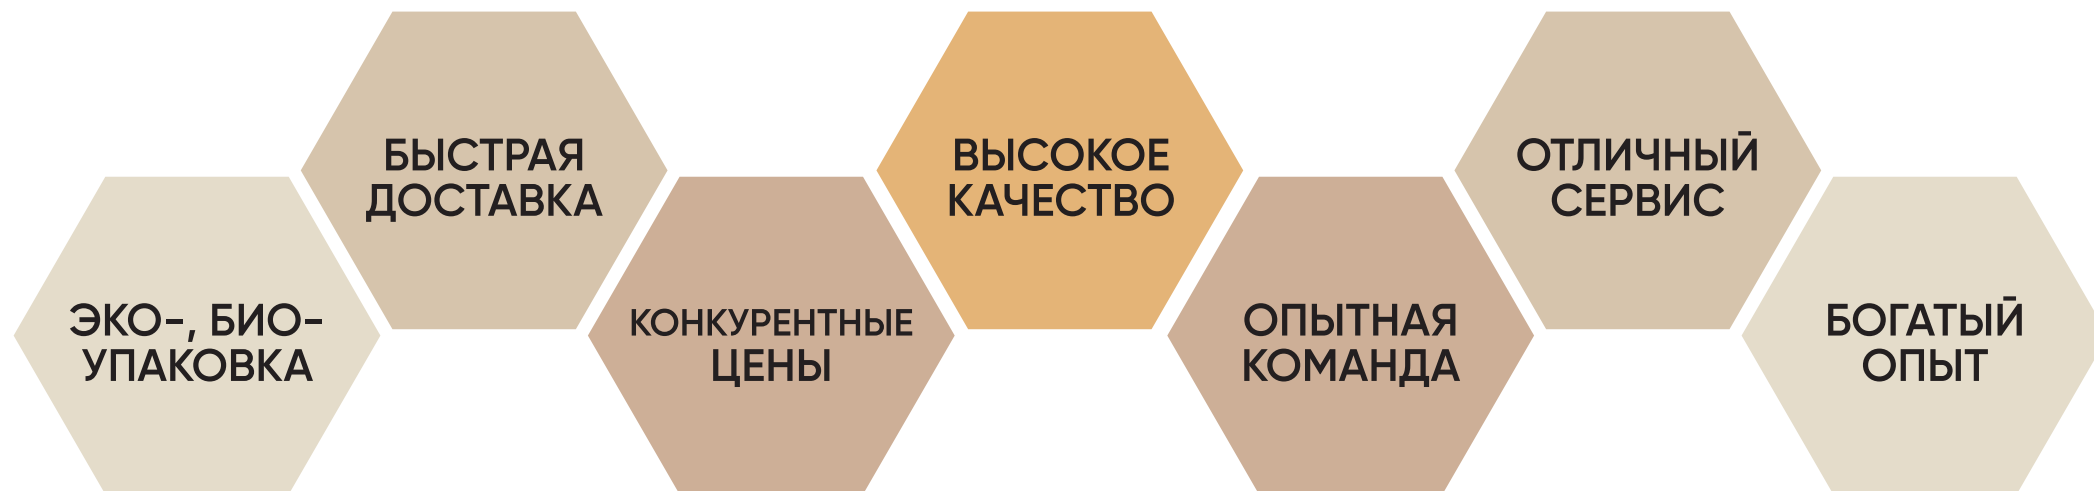 ЭКО-, БИО-
УПАКОВКА
БЫСТРАЯ
ДОСТАВКА
КОНКУРЕНТНЫЕ
ЦЕНЫ
ВЫСОКОЕ
КАЧЕСТВО
ОПЫТНАЯ
КОМАНДА
ОТЛИЧНЫЙ
СЕРВИС
БОГАТЫЙ
ОПЫТ